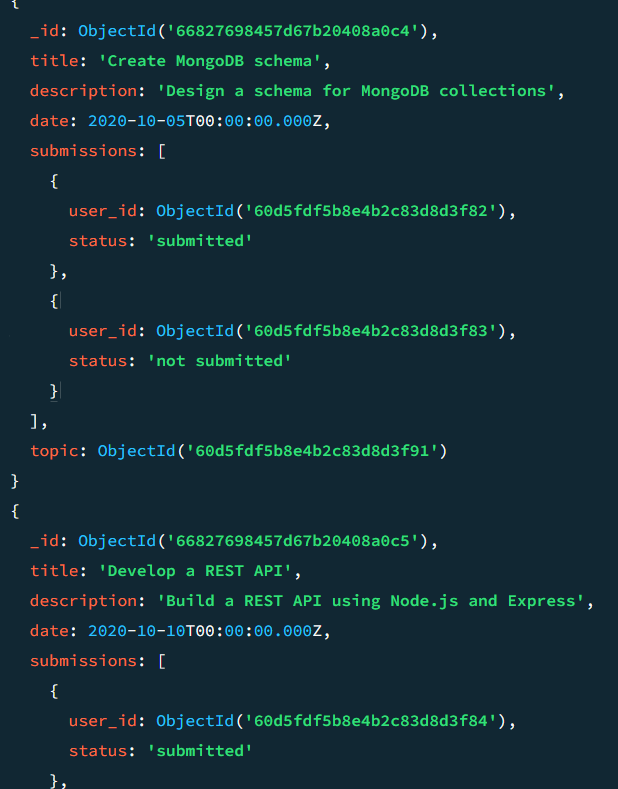 {
_id: ObjectId('66827698457d67b20408a0c4'),
title: 'Create MongoDB schema',
description: 'Design a schema for MongoDB collections',
date: 2020-10-05T00:00:00.000Z,
submissions: [
{
user_id: ObjectId('60d5fdf5b8e4b2c83d8d3f82'),
status: 'submitted'
},
{
user_id: ObjectId('60d5fdf5b8e4b2c83d8d3f83'),
status: 'not submitted'
}
],
topic: ObjectId('60d5fdf5b8e4b2c83d8d3f91')
}
{
_id: ObjectId('66827698457d67b20408a0c5'),
title: 'Develop a REST API',
description: 'Build a REST API using Node.js and Express',
date: 2020-10-10T00:00:00.000Z,
submissions: [
{
user_id: ObjectId('60d5fdf5b8e4b2c83d8d3f84'),
status: 'submitted'
},